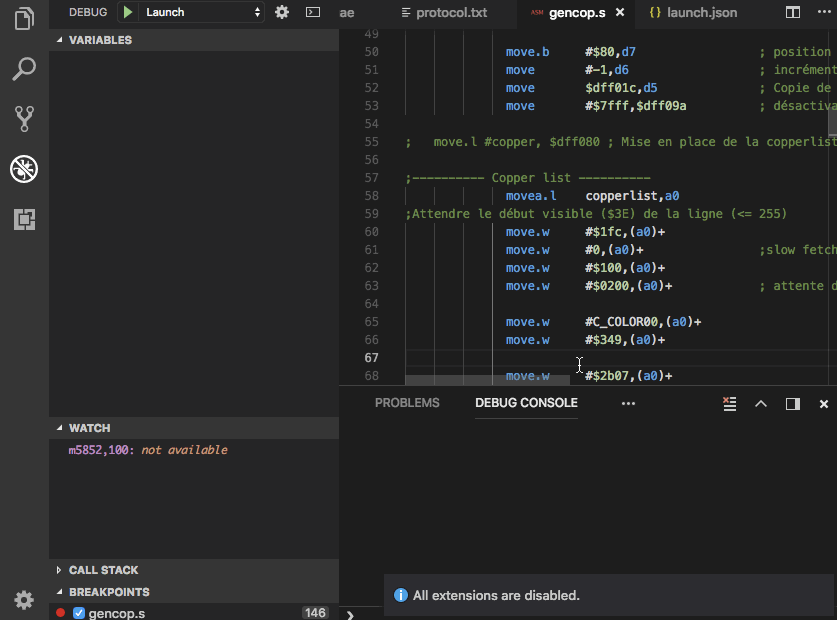 DEBUG Launch
VARIABLES
WATCH
m5852,100: not available
CALL STACK
BREAKPOINTS
gencop.s 146
ae protocol.txt ASM gencop.s {} launch.json
49
50 move.b #$80,d7 ; position
51 move #-1,d6 ; incrément
52 move $dff01c,d5 ; Copie de
53 move #$7fff,$dff09a ; désactiva
54
55 ; move.l #copper, $dff080 ; Mise en place de la copperlist
56
57 ;---------- Copper list ----------
58 movea.l copperlist,a0
59 ;Attendre le début visible ($3E) de la ligne (<= 255)
60 move.w #$1fc,(a0)+
61 move.w #0,(a0)+ ;slow fetch
62 move.w #$100,(a0)+
63 move.w #$0200,(a0)+ ; attente d
64
65 move.w #C_COLOR00,(a0)+
66 move.w #$349,(a0)+
67
68 move.w #$2b07,(a0)+
PROBLEMS DEBUG CONSOLE
All extensions are disabled.